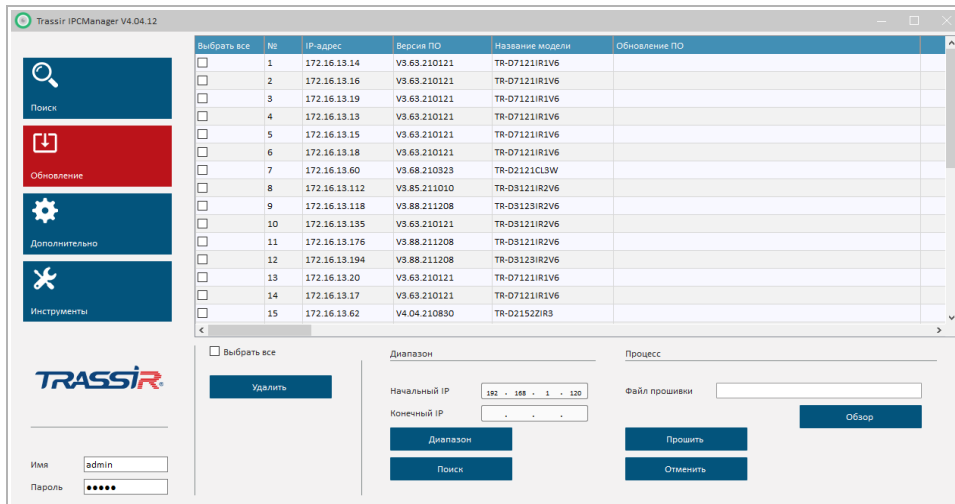 Trassir IPCManager V4.04.12
Поиск
Обновление
Дополнительно
Инструменты
TRASSIR
Имя admin
Пароль •••••
Выбрать все № IP-адрес Версия ПО Название модели Обновление ПО
1 172.16.13.14 V3.63.210121 TR-D7121IR1V6
2 172.16.13.16 V3.63.210121 TR-D7121IR1V6
3 172.16.13.19 V3.63.210121 TR-D7121IR1V6
4 172.16.13.13 V3.63.210121 TR-D7121IR1V6
5 172.16.13.15 V3.63.210121 TR-D7121IR1V6
6 172.16.13.18 V3.63.210121 TR-D7121IR1V6
7 172.16.13.60 V3.68.210323 TR-D2121CL3W
8 172.16.13.112 V3.85.211010 TR-D3121IR2V6
9 172.16.13.118 V3.88.211208 TR-D3123IR2V6
10 172.16.13.135 V3.63.210121 TR-D3121IR2V6
11 172.16.13.176 V3.88.211208 TR-D3121IR2V6
12 172.16.13.194 V3.88.211208 TR-D3123IR2V6
13 172.16.13.20 V3.63.210121 TR-D7121IR1V6
14 172.16.13.17 V3.63.210121 TR-D7121IR1V6
15 172.16.13.62 V4.04.210830 TR-D2152ZIR3
Выбрать все
Удалить
Диапазон
Начальный IP 192 . 168 . 1 . 120
Конечный IP . . .
Диапазон
Поиск
Процесс
Файл прошивки
Обзор
Прошить
Отменить